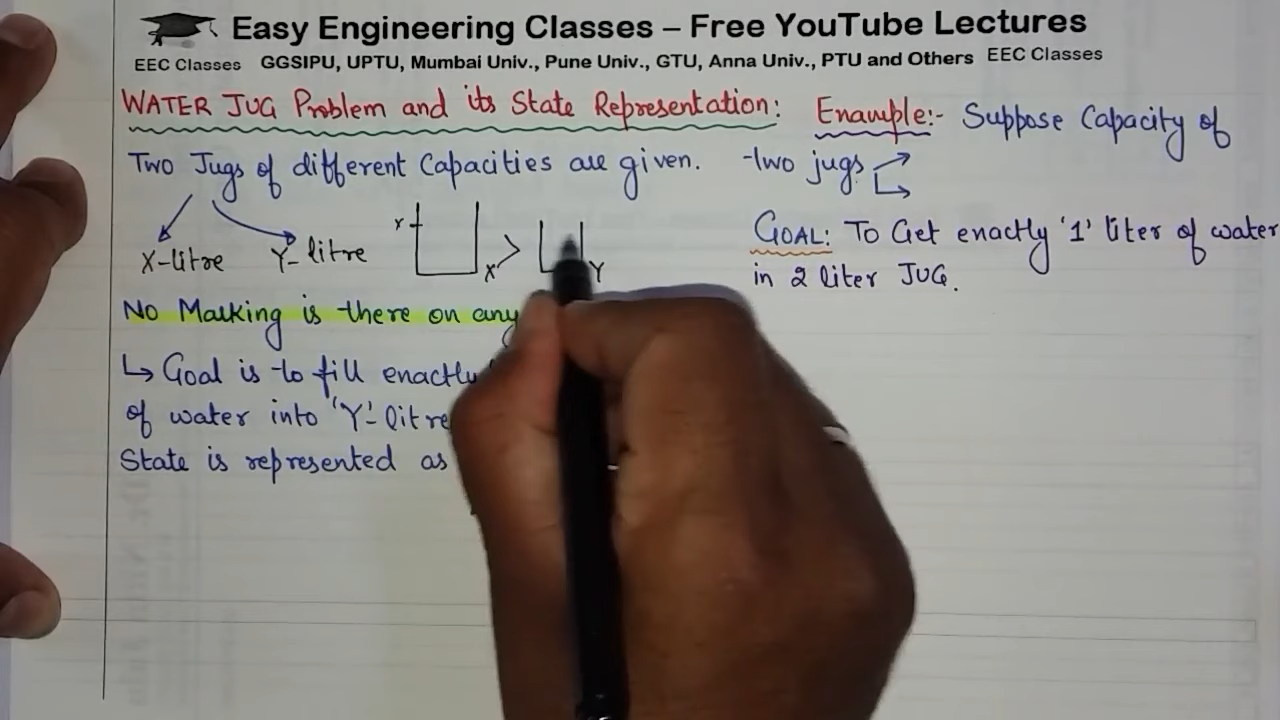 Easy Engineering Classes – Free YouTube Lectures
EEC Classes GGSIPU, UPTU, Mumbai Univ., Pune Univ., GTU, Anna Univ., PTU and Others EEC Classes
WATER JUG Problem and its State Representation:
Two Jugs of different Capacities are given.
X-litre Y-litre
X X > Y
No Marking is there on any
↳ Goal is to fill exactly
of water into 'Y'-litre
State is represented as
Example:- Suppose Capacity of
two jugs
GOAL: To Get exactly '1' liter of water
in 2 liter JUG.